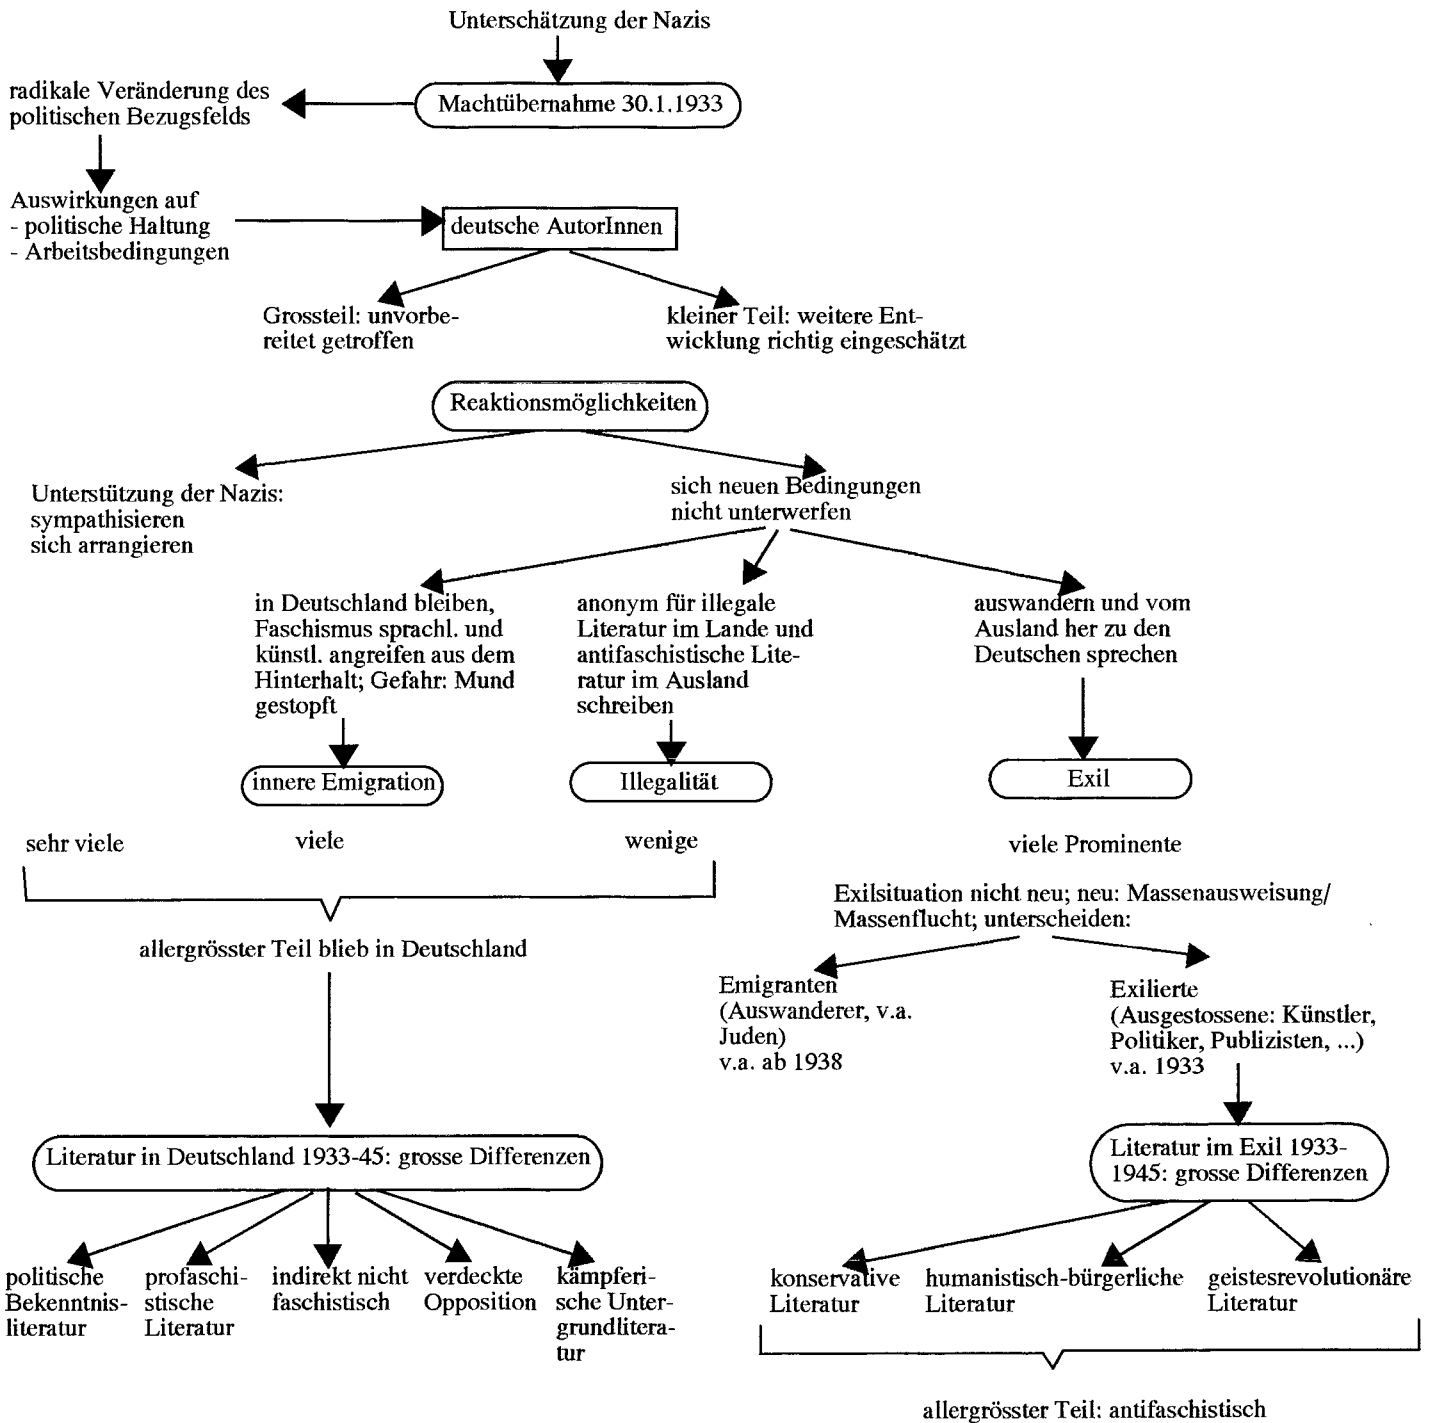 Unterschätzung der Nazis
radikale Veränderung des
politischen Bezugsfelds
Machtübernahme 30.1.1933
Auswirkungen auf
- politische Haltung
- Arbeitsbedingungen
deutsche AutorInnen
Grossteil: unvorbe-
reitet getroffen
kleiner Teil: weitere Ent-
wicklung richtig eingeschätzt
Reaktionsmöglichkeiten
Unterstützung der Nazis:
sympathisieren
sich arrangieren
sich neuen Bedingungen
nicht unterwerfen
in Deutschland bleiben,
Faschismus sprachl. und
künstl. angreifen aus dem
Hinterhalt; Gefahr: Mund
gestopft
anonym für illegale
Literatur im Lande und
antifaschistische Lite-
ratur im Ausland
schreiben
auswandern und vom
Ausland her zu den
Deutschen sprechen
innere Emigration
Illegalität
Exil
sehr viele
viele
wenige
viele Prominente
allergrösster Teil blieb in Deutschland
Exilsituation nicht neu; neu: Massenausweisung/
Massenflucht; unterscheiden:
Emigranten
(Auswanderer, v.a.
Juden)
v.a. ab 1938
Exilierte
(Ausgestossene: Künstler,
Politiker, Publizisten, ...)
v.a. 1933
Literatur in Deutschland 1933-45: grosse Differenzen
Literatur im Exil 1933-
1945: grosse Differenzen
politische
Bekenntnis-
literatur
profaschi-
stische
Literatur
indirekt nicht
faschistisch
verdeckte
Opposition
kämpferi-
sche Unter-
grundlitera-
tur
konservative
Literatur
humanistisch-bürgerliche
Literatur
geistesrevolutionäre
Literatur
allergrösster Teil: antifaschistisch